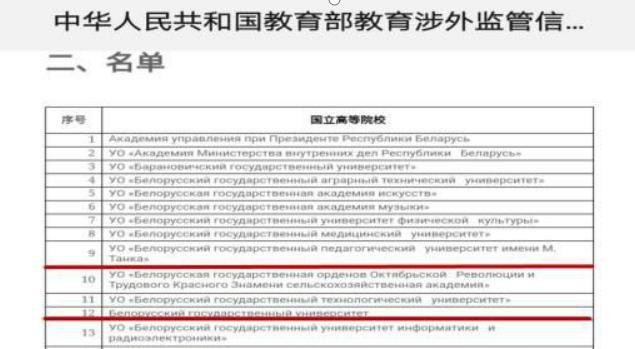 中华人民共和国教育部教育涉外监管信...
二、名单
序号 国立高等院校
1 Академия управления при Президенте Республики Беларусь
2 УО «Академия Министерства внутренних дел Республики Беларусь»
3 УО «Барановичский государственный университет»
4 УО «Белорусский государственный аграрный технический университет»
5 УО «Белорусская государственная академия искусств»
6 УО «Белорусская государственная академия музыки»
7 УО «Белорусский государственный университет физической культуры»
8 УО «Белорусский государственный медицинский университет»
9 УО «Белорусский государственный педагогический университет имени М.
Танка»
10 УО «Белорусская государственная орденов Октябрьской Революции и
Трудового Красного Знамени сельскохозяйственная академия»
11 УО «Белорусский государственный технологический университет»
12 Белорусский государственный университет
13 УО «Белорусский государственный университет информатики и
радиоэлектроники»